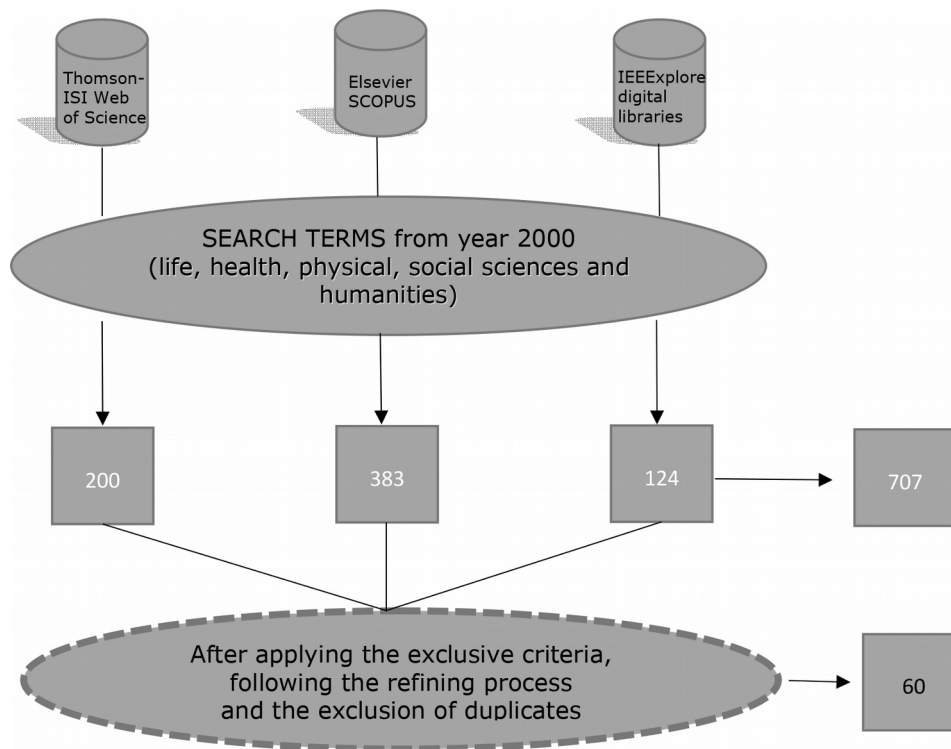 Thomson-
ISI Web
of Science
Elsevier
SCOPUS
IEEExplore
digital
libraries
SEARCH TERMS from year 2000
(life, health, physical, social sciences and
humanities)
200
383
124
707
After applying the exclusive criteria,
following the refining process
and the exclusion of duplicates
60